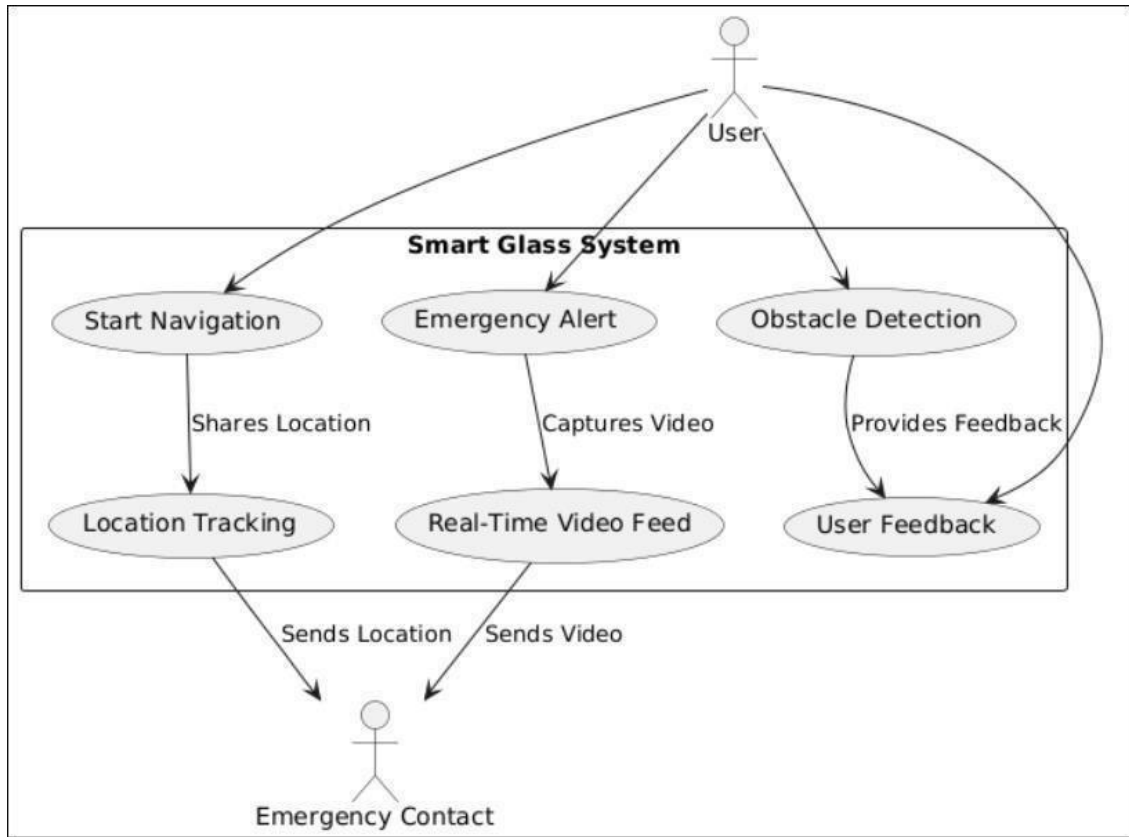 User
Smart Glass System
Start Navigation
Emergency Alert
Obstacle Detection
Shares Location
Captures Video
Provides Feedback
Location Tracking
Real-Time Video Feed
User Feedback
Sends Location
Sends Video
Emergency Contact